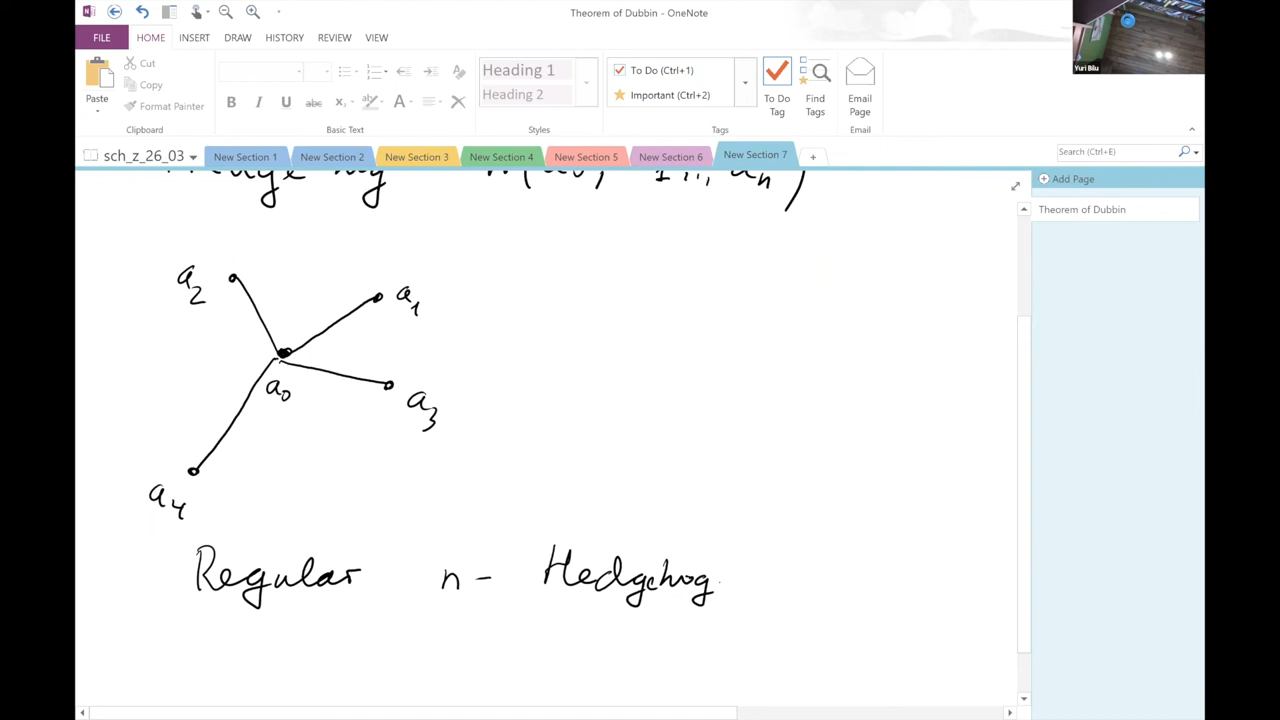 Theorem of Dubbin - OneNote
Yuri Bilu
FILE HOME INSERT DRAW HISTORY REVIEW VIEW
Paste
Cut
Copy
Format Painter
Clipboard
B I U abc
Basic Text
Heading 1
Heading 2
Styles
To Do (Ctrl+1)
Important (Ctrl+2)
Tags
To Do Tag
Find Tags
Email Page
Email
sch_z_26_03
New Section 1 New Section 2 New Section 3 New Section 4 New Section 5 New Section 6 New Section 7
Search (Ctrl+E)
Add Page
Theorem of Dubbin
a2
a1
a0
a3
a4
Regular n- Hedgehog